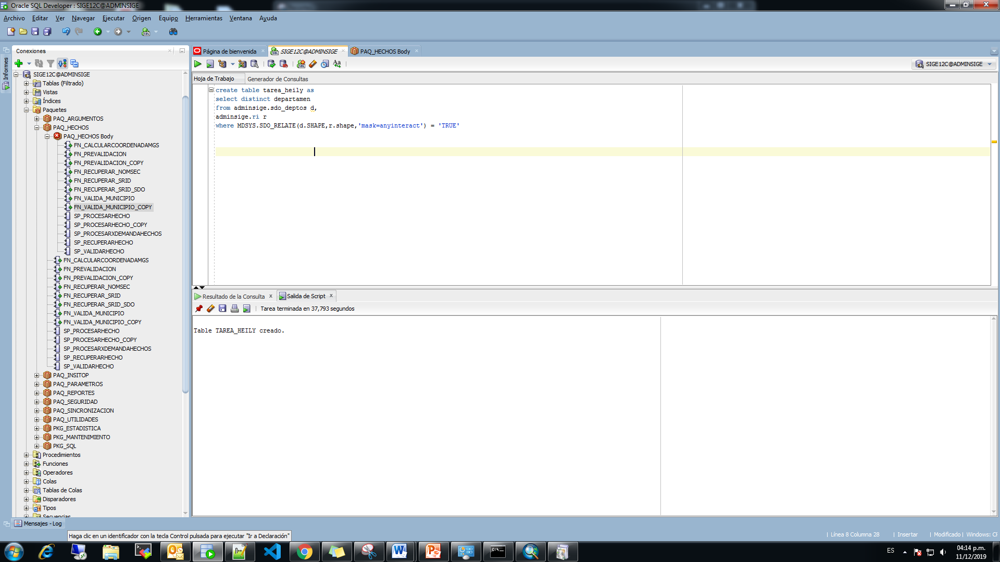 Oracle SQL Developer : SIGE12C@ADMINSIGE
Archivo Editar Ver Navegar Ejecutar Origen Equipo Herramientas Ventana Ayuda
Informes
Conexiones
SIGE12C@ADMINSIGE
Tablas (Filtrado)
Vistas
Índices
Paquetes
PAQ_ARGUMENTOS
PAQ_HECHOS
PAQ_HECHOS Body
FN_CALCULARCOORDENADAMGS
FN_PREVALIDACION
FN_PREVALIDACION_COPY
FN_RECUPERAR_NOMSEC
FN_RECUPERAR_SRID
FN_RECUPERAR_SRID_SDO
FN_VALIDA_MUNICIPIO
FN_VALIDA_MUNICIPIO_COPY
SP_PROCESARHECHO
SP_PROCESARHECHO_COPY
SP_PROCESARXDEMANDAHECHOS
SP_RECUPERARHECHO
SP_VALIDARHECHO
FN_CALCULARCOORDENADAMGS
FN_PREVALIDACION
FN_PREVALIDACION_COPY
FN_RECUPERAR_NOMSEC
FN_RECUPERAR_SRID
FN_RECUPERAR_SRID_SDO
FN_VALIDA_MUNICIPIO
FN_VALIDA_MUNICIPIO_COPY
SP_PROCESARHECHO
SP_PROCESARHECHO_COPY
SP_PROCESARXDEMANDAHECHOS
SP_RECUPERARHECHO
SP_VALIDARHECHO
PAQ_INSITOP
PAQ_PARAMETROS
PAQ_REPORTES
PAQ_SEGURIDAD
PAQ_SINCRONIZACION
PAQ_UTILIDADES
PKG_ESTADISTICA
PKG_MANTENIMIENTO
PKG_SQL
Procedimientos
Funciones
Operadores
Colas
Tablas de Colas
Disparadores
Tipos
Secuencias
Página de bienvenida SIGE12C@ADMINSIGE PAQ_HECHOS Body
SIGE12C@ADMINSIGE
Hoja de Trabajo Generador de Consultas
create table tarea_heily as
select distinct departamen
from adminsige.sdo_deptos d,
adminsige.ri r
where MDSYS.SDO_RELATE(d.SHAPE,r.shape,'mask=anyinteract') = 'TRUE'
Resultado de la Consulta Salida de Script
Tarea terminada en 37,793 segundos
Table TAREA_HEILY creado.
Mensajes - Log
Haga clic en un identificador con la tecla Control pulsada para ejecutar "Ir a Declaración"
Línea 8 Columna 28 Insertar Modificado Windows: CF
ES
04:14 p.m.
11/12/2019